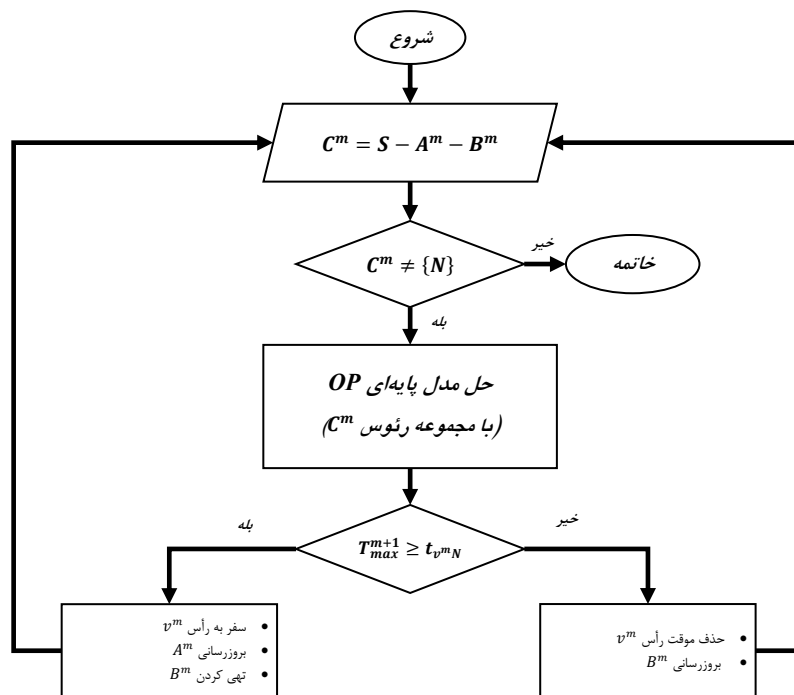 شروع
C^m = S − A^m − B^m
C^m ≠ {N}
خیر
خاتمه
بله
حل مدل پایه‌ای OP
(با مجموعه رئوس C^m)
T_{max}^{m+1} ≥ t_{v^m N}
خیر
بله
• حذف موقت رأس v^m
• بروزرسانی B^m
• سفر به رأس v^m
• بروزرسانی A^m
• تهی کردن B^m